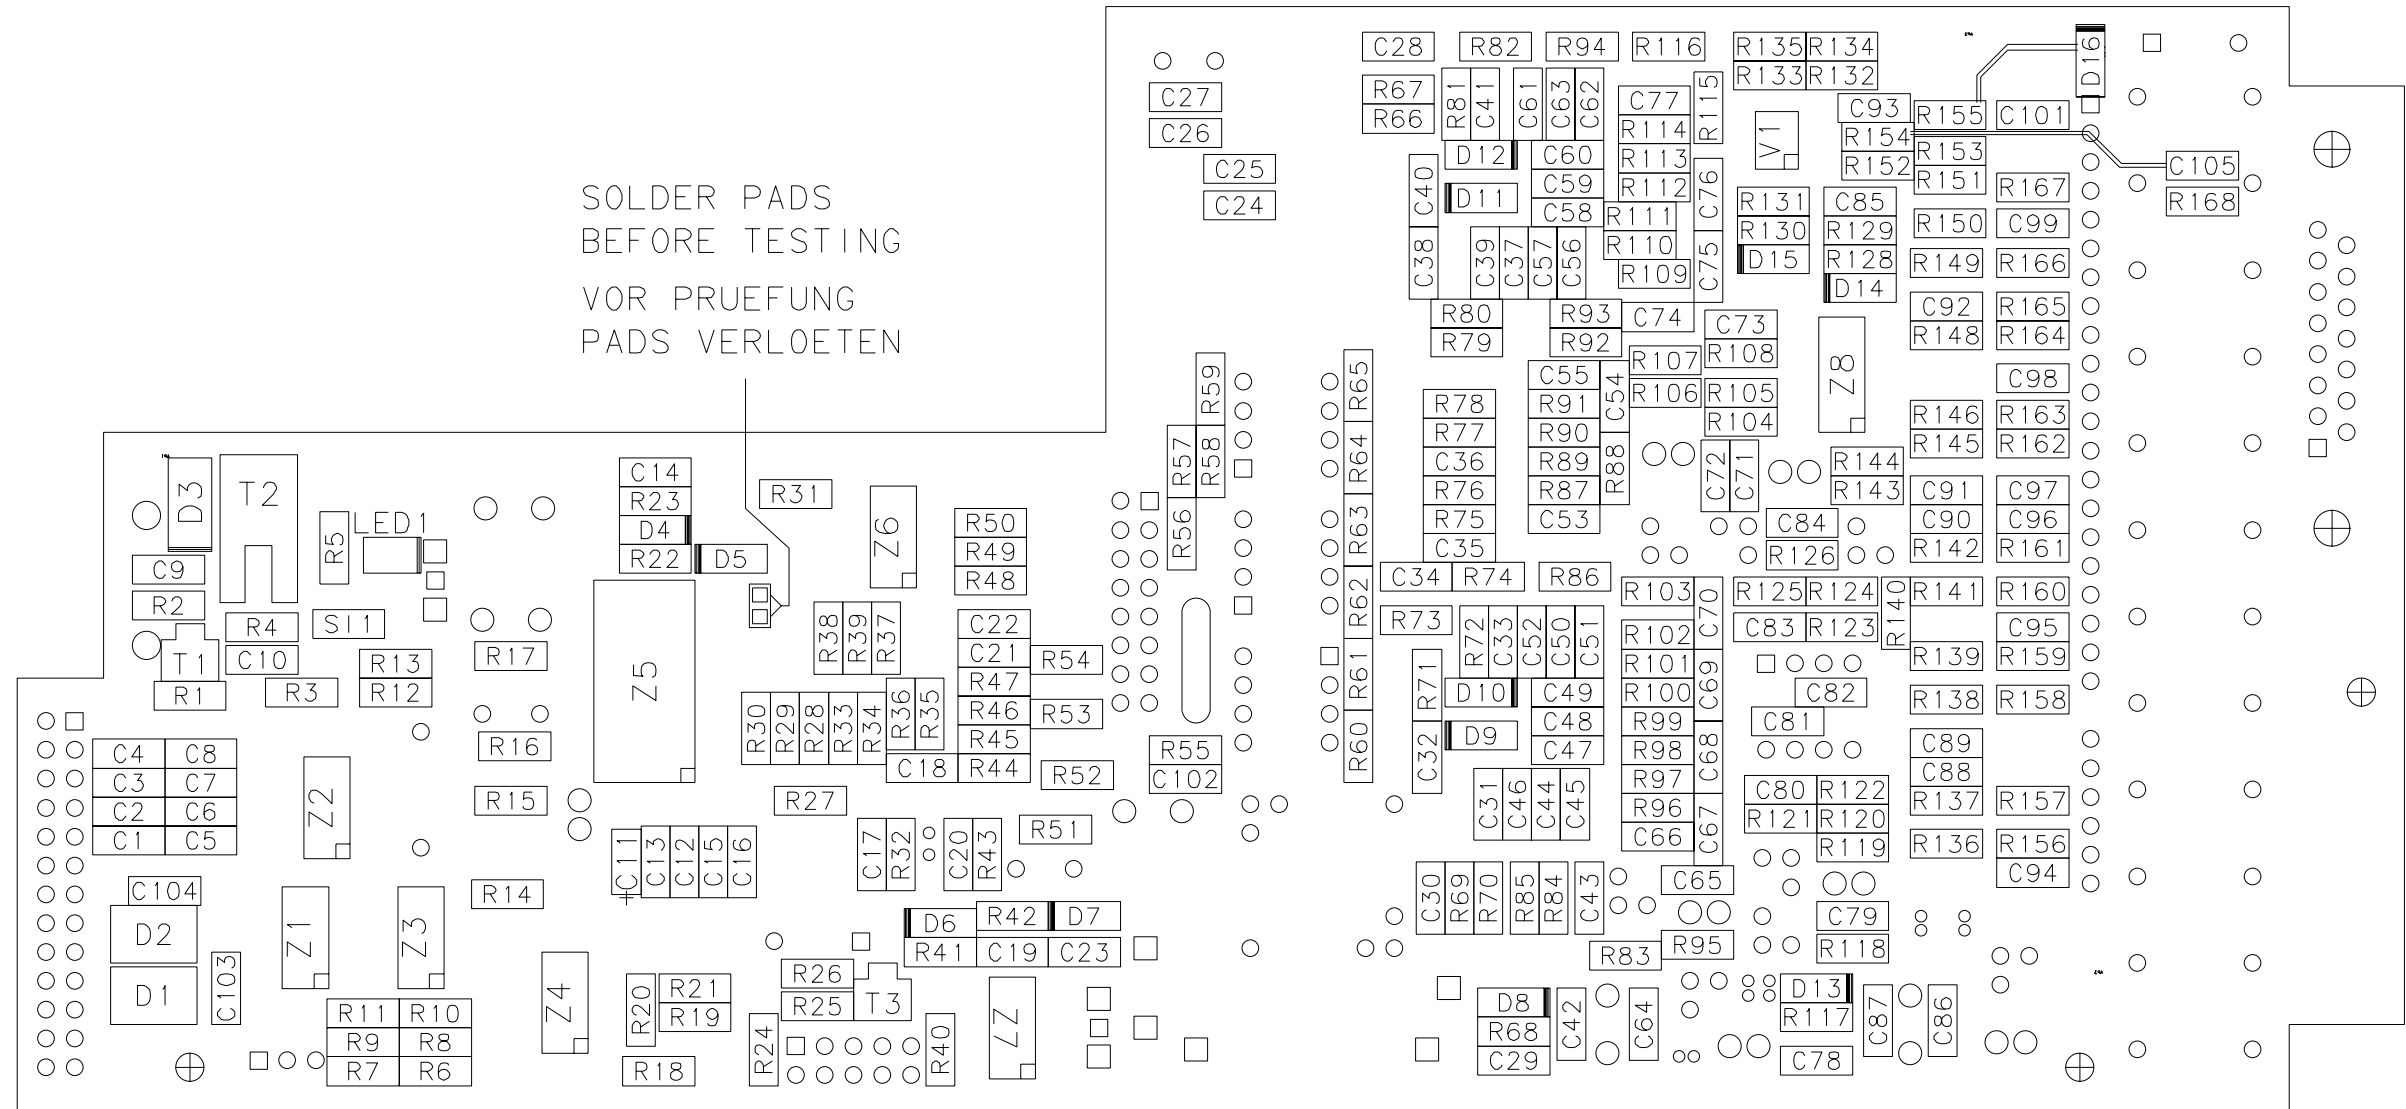 C28 R82 R94 R116 R135 R134 D16
R133 R132
C27 R67 R81 C41 C61 C63 C62 C77 R115 C93 R155 C101
C26 R66 R114 V1 R154
D12 C60 R113 R153
C25 R152 C105
C40 C59 R112 C76 R151 R167
SOLDER PADS
C24 D11 C58 R111 R131 C85 R150 C99 R168
BEFORE TESTING
R110 R130 R129
C38 C39 C37 C57 C56 R109 C75 D15 R128 R149 R166
VOR PRUEFUNG
D14
R80 R93 C74 C73 C92 R165
PADS VERLOETEN
R79 R92 R108 R148 R164
R59 R65 C55 C54 R107 Z8 C98
R78 R91 R106 R105 R146 R163
R77 R90 R104 R145 R162
R57 R58 R64 C36 R89 R88 C72 C71 R144
D3 T2 C14 R31 R76 R87 R143 C91 C97
R23
LED1 D4 Z6 R50 R56 R63 R75 C53 C84 C90 C96
R5 R22 D5 R49 C35 R126 R142 R161
C9 R48 C34 R74 R86
R2 R62 R103 C70 R125 R124 R140 R141 R160
R4 SI1 R38 R39 R37 C22 R73 R72 C33 C52 C50 C51 R102 C83 R123 C95
T1 C10 R13 R17 C21 R54 R61 R71 R101 R139 R159
R1 R3 R12 Z5 R47 D10 C49 R100 C69 C82 R138 R158
R30 R29 R28 R33 R34 R36 R35 R46 R53 C48 R99 C81
C4 C8 R16 R45 R55 R60 C32 D9 C47 R98 C68 C89
C3 C7 C18 R44 R52 C102 R97 C88
C2 C6 Z2 R15 R27 C31 C46 C44 C45 R96 C67 C80 R122 R137 R157
C1 C5 R51 C66 R121 R120
+C11 C13 C12 C15 C16 C17 R32 C20 R43 R119 R136 R156
C104 R14 C30 R69 R70 R85 R84 C43 C65 C94
D2 Z1 Z3 D6 R42 D7 C79
R41 C19 C23 R83 R95 R118
D1 C103 Z4 R20 R21 R26 D13
R11 R10 R19 R25 T3 Z7 D8 C42 C64 R117 C87 C86
R9 R8 R24 R40 R68
R7 R6 R18 C29 C78